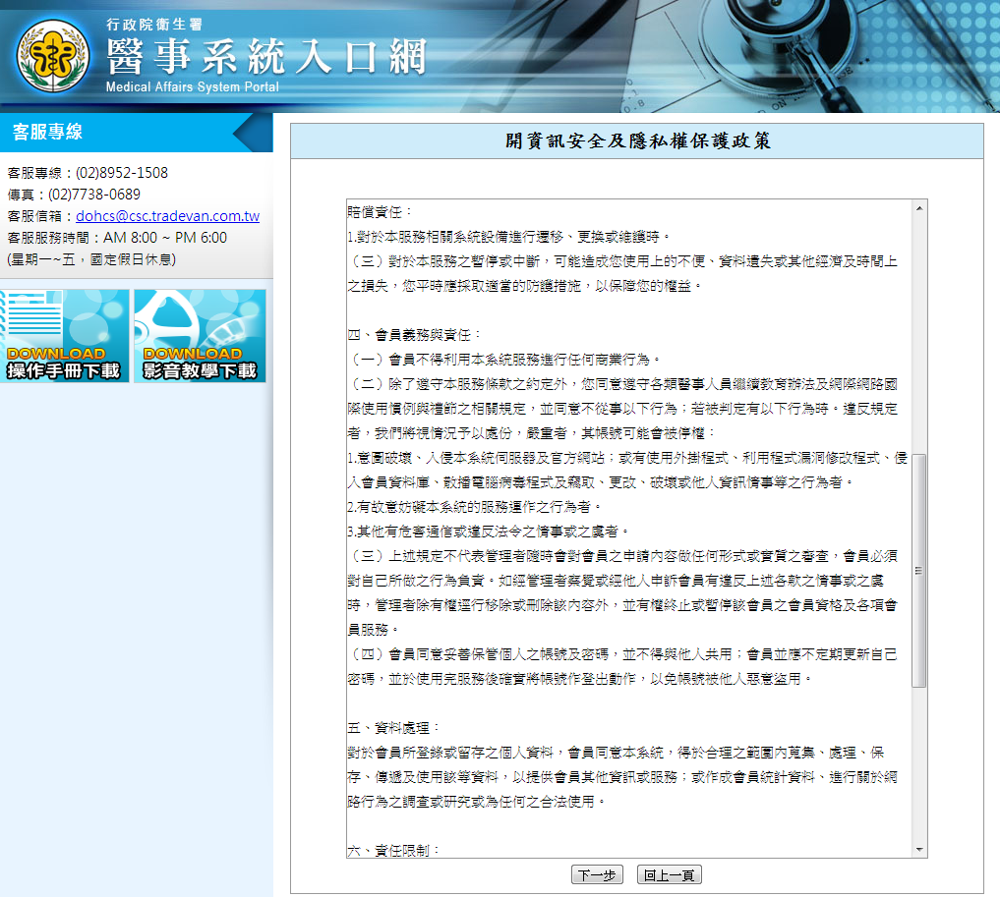 行政院衛生署
醫事系統入口網
Medical Affairs System Portal
客服專線
客服專線：(02)8952-1508
傳真：(02)7738-0689
客服信箱：dohcs@csc.tradevan.com.tw
客服服務時間：AM 8:00 ~ PM 6:00
(星期一~五，國定假日休息)
DOWNLOAD
操作手冊下載
DOWNLOAD
影音教學下載
開資訊安全及隱私權保護政策
賠償責任：
1.對於本服務相關系統設備進行遷移、更換或維護時。
（三）對於本服務之暫停或中斷，可能造成您使用上的不便、資料遺失或其他經濟及時間上
之損失，您平時應採取適當的防護措施，以保障您的權益。
四、會員義務與責任：
（一）會員不得利用本系統服務進行任何商業行為。
（二）除了遵守本服務條款之約定外，您同意遵守各類醫事人員繼續教育辦法及網際網路國
際使用慣例與禮節之相關規定，並同意不從事以下行為；若被判定有以下行為時。違反規定
者，我們將視情況予以處份，嚴重者，其帳號可能會被停權：
1.意圖破壞、入侵本系統伺服器及官方網站；或有使用外掛程式、利用程式漏洞修改程式、侵
入會員資料庫、散播電腦病毒程式及竊取、更改、破壞或他人資訊情事等之行為者。
2.有故意妨礙本系統的服務運作之行為者。
3.其他有危害通信或違反法令之情事或之虞者。
（三）上述規定不代表管理者隨時會對會員之申請內容做任何形式或實質之審查，會員必須
對自己所做之行為負責。如經管理者察覺或經他人申訴會員有違反上述各款之情事或之虞
時，管理者除有權逕行移除或刪除該內容外，並有權終止或暫停該會員之會員資格及各項會
員服務。
（四）會員同意妥善保管個人之帳號及密碼，並不得與他人共用；會員並應不定期更新自己
密碼，並於使用完服務後確實將帳號作登出動作，以免帳號被他人惡意盜用。
五、資料處理：
對於會員所登錄或留存之個人資料，會員同意本系統，得於合理之範圍內蒐集、處理、保
存、傳遞及使用該等資料，以提供會員其他資訊或服務；或作成會員統計資料、進行關於網
路行為之調查或研究或為任何之合法使用。
六、責任限制：
下一步
回上一頁